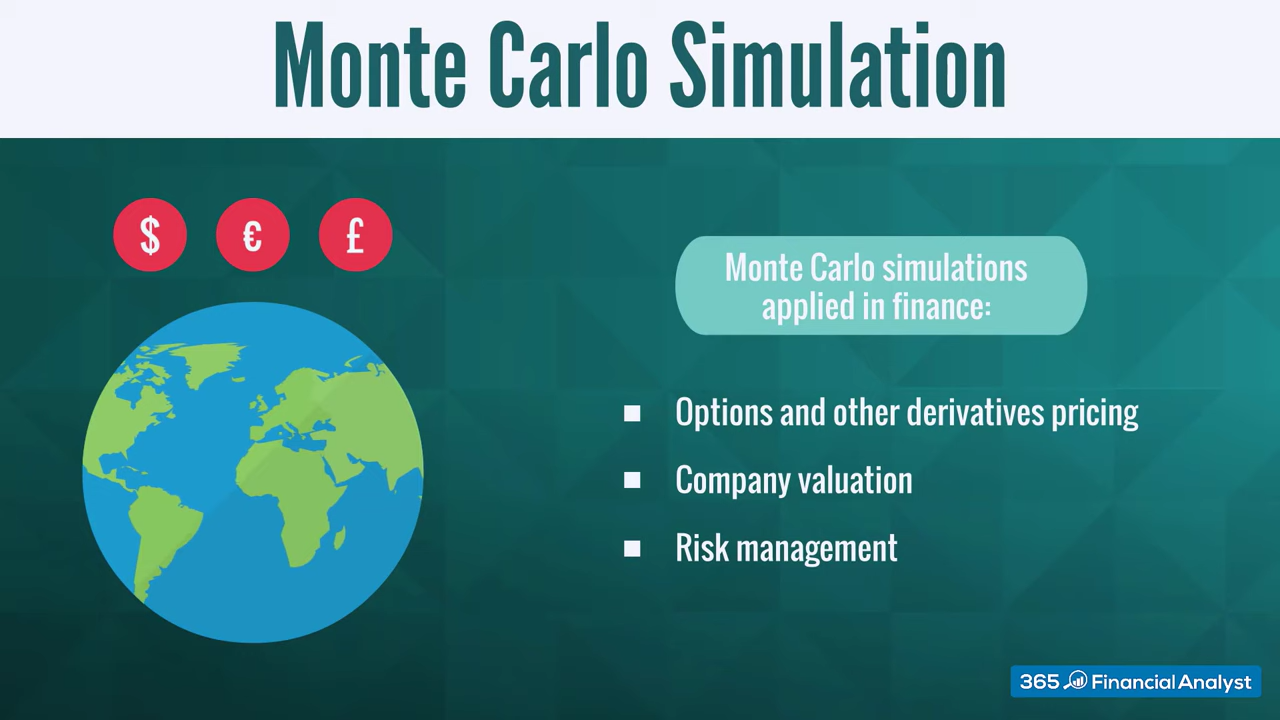 Monte Carlo Simulation
$ € £
Monte Carlo simulations
applied in finance:
Options and other derivatives pricing
Company valuation
Risk management
365 Financial Analyst